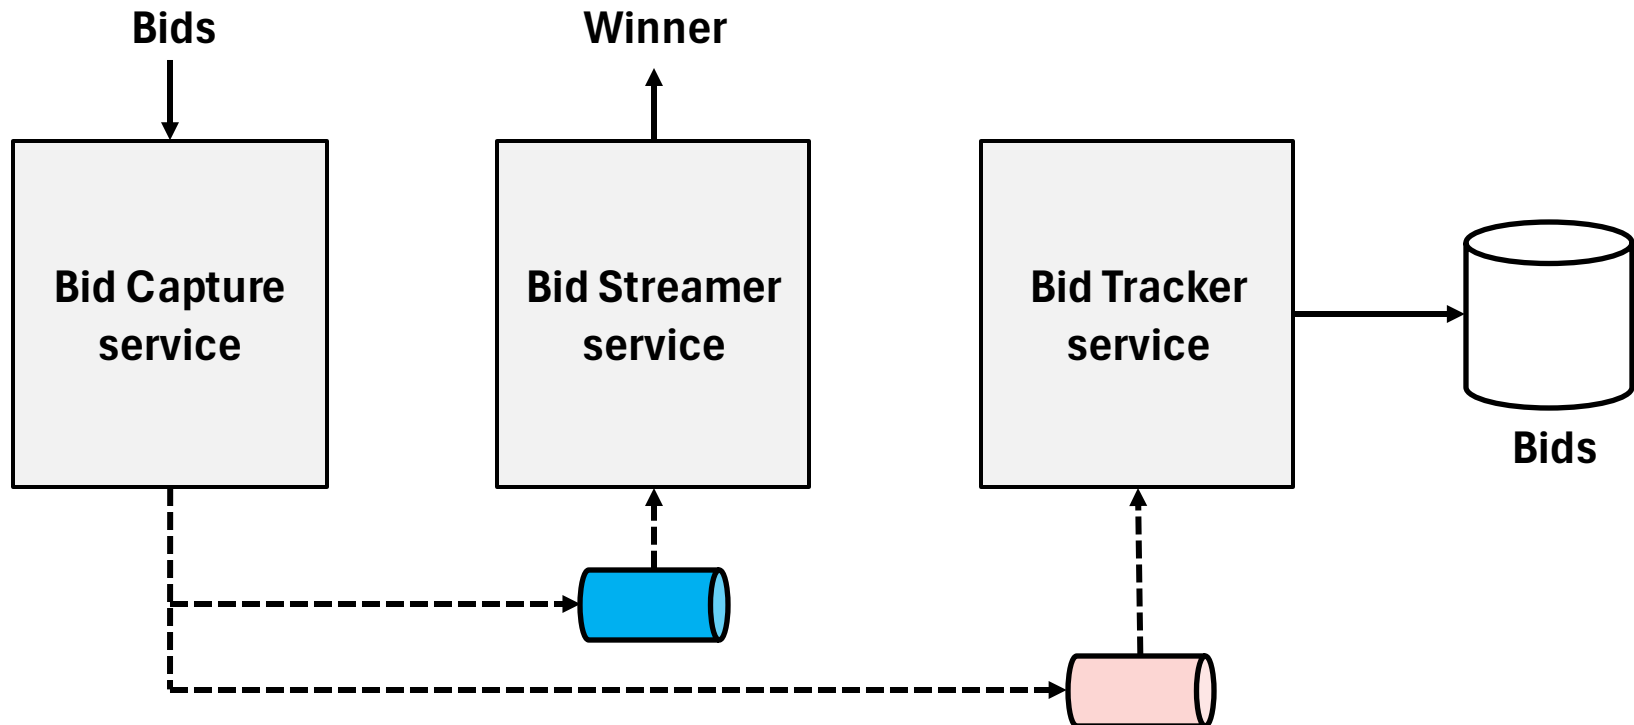 Bids
Winner
Bid Capture
service
Bid Streamer
service
Bid Tracker
service
Bids